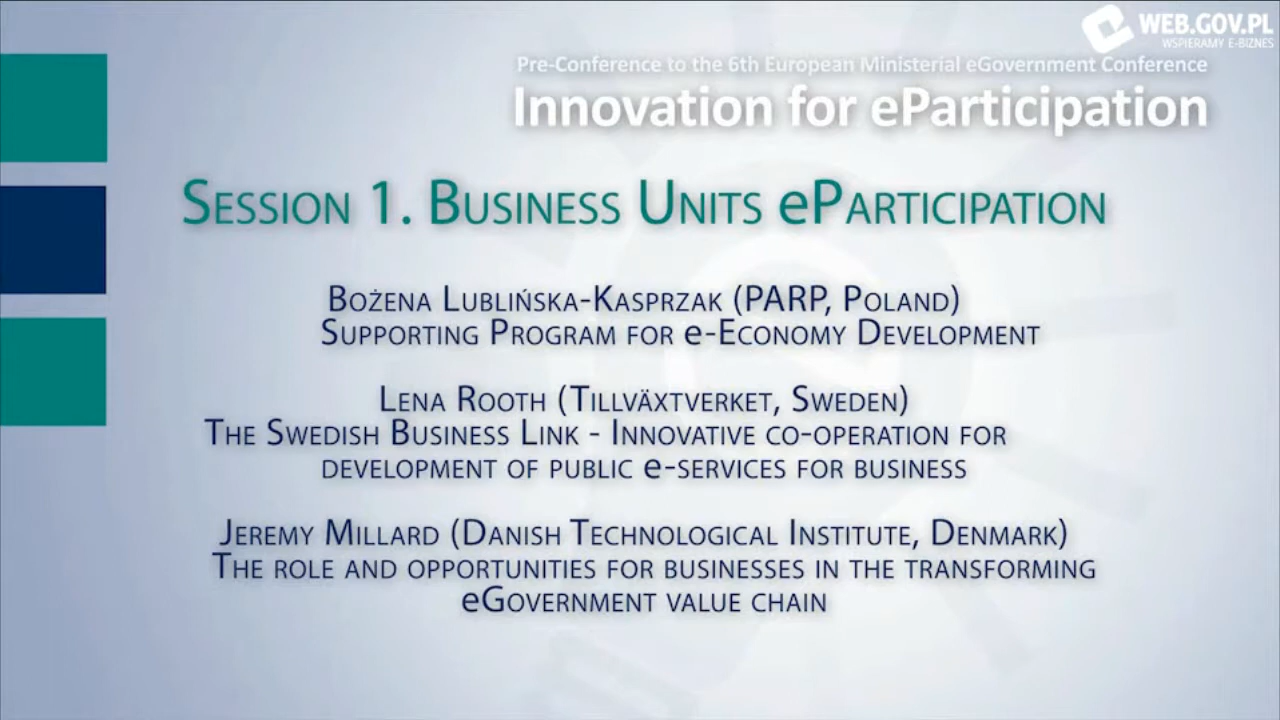 WEB.GOV.PL
WSPIERAMY E-BIZNES
Pre-Conference to the 6th European Ministerial eGovernment Conference
Innovation for eParticipation
Session 1. Business Units eParticipation
Bożena Lublińska-Kasprzak (PARP, Poland)
Supporting Program for e-Economy Development
Lena Rooth (Tillväxtverket, Sweden)
The Swedish Business Link - Innovative co-operation for
development of public e-services for business
Jeremy Millard (Danish Technological Institute, Denmark)
The role and opportunities for businesses in the transforming
eGovernment value chain